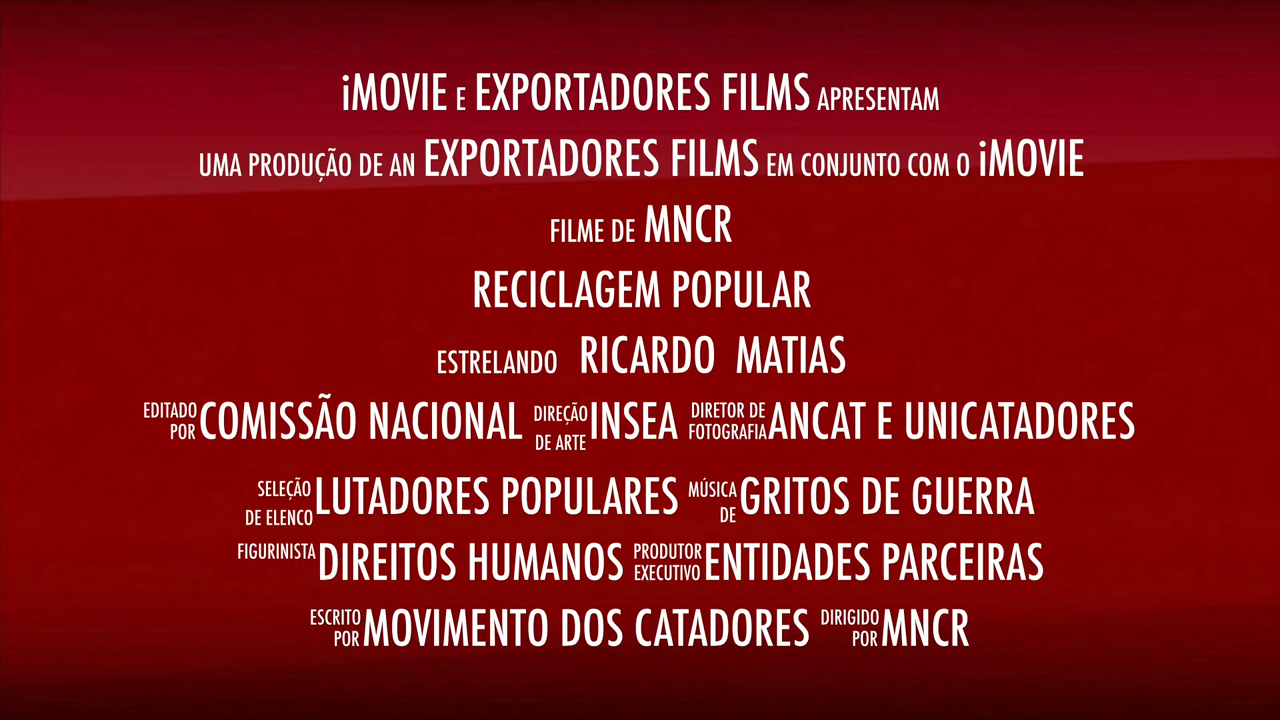 iMOVIE E EXPORTADORES FILMS APRESENTAM
UMA PRODUÇÃO DE AN EXPORTADORES FILMS EM CONJUNTO COM O iMOVIE
FILME DE MNCR
RECICLAGEM POPULAR
ESTRELANDO RICARDO MATIAS
EDITADO POR COMISSÃO NACIONAL DIREÇÃO DE ARTE INSEA DIRETOR DE FOTOGRAFIA ANCAT E UNICATADORES
SELEÇÃO DE ELENCO LUTADORES POPULARES MÚSICA DE GRITOS DE GUERRA
FIGURINISTA DIREITOS HUMANOS PRODUTOR EXECUTIVO ENTIDADES PARCEIRAS
ESCRITO POR MOVIMENTO DOS CATADORES DIRIGIDO POR MNCR